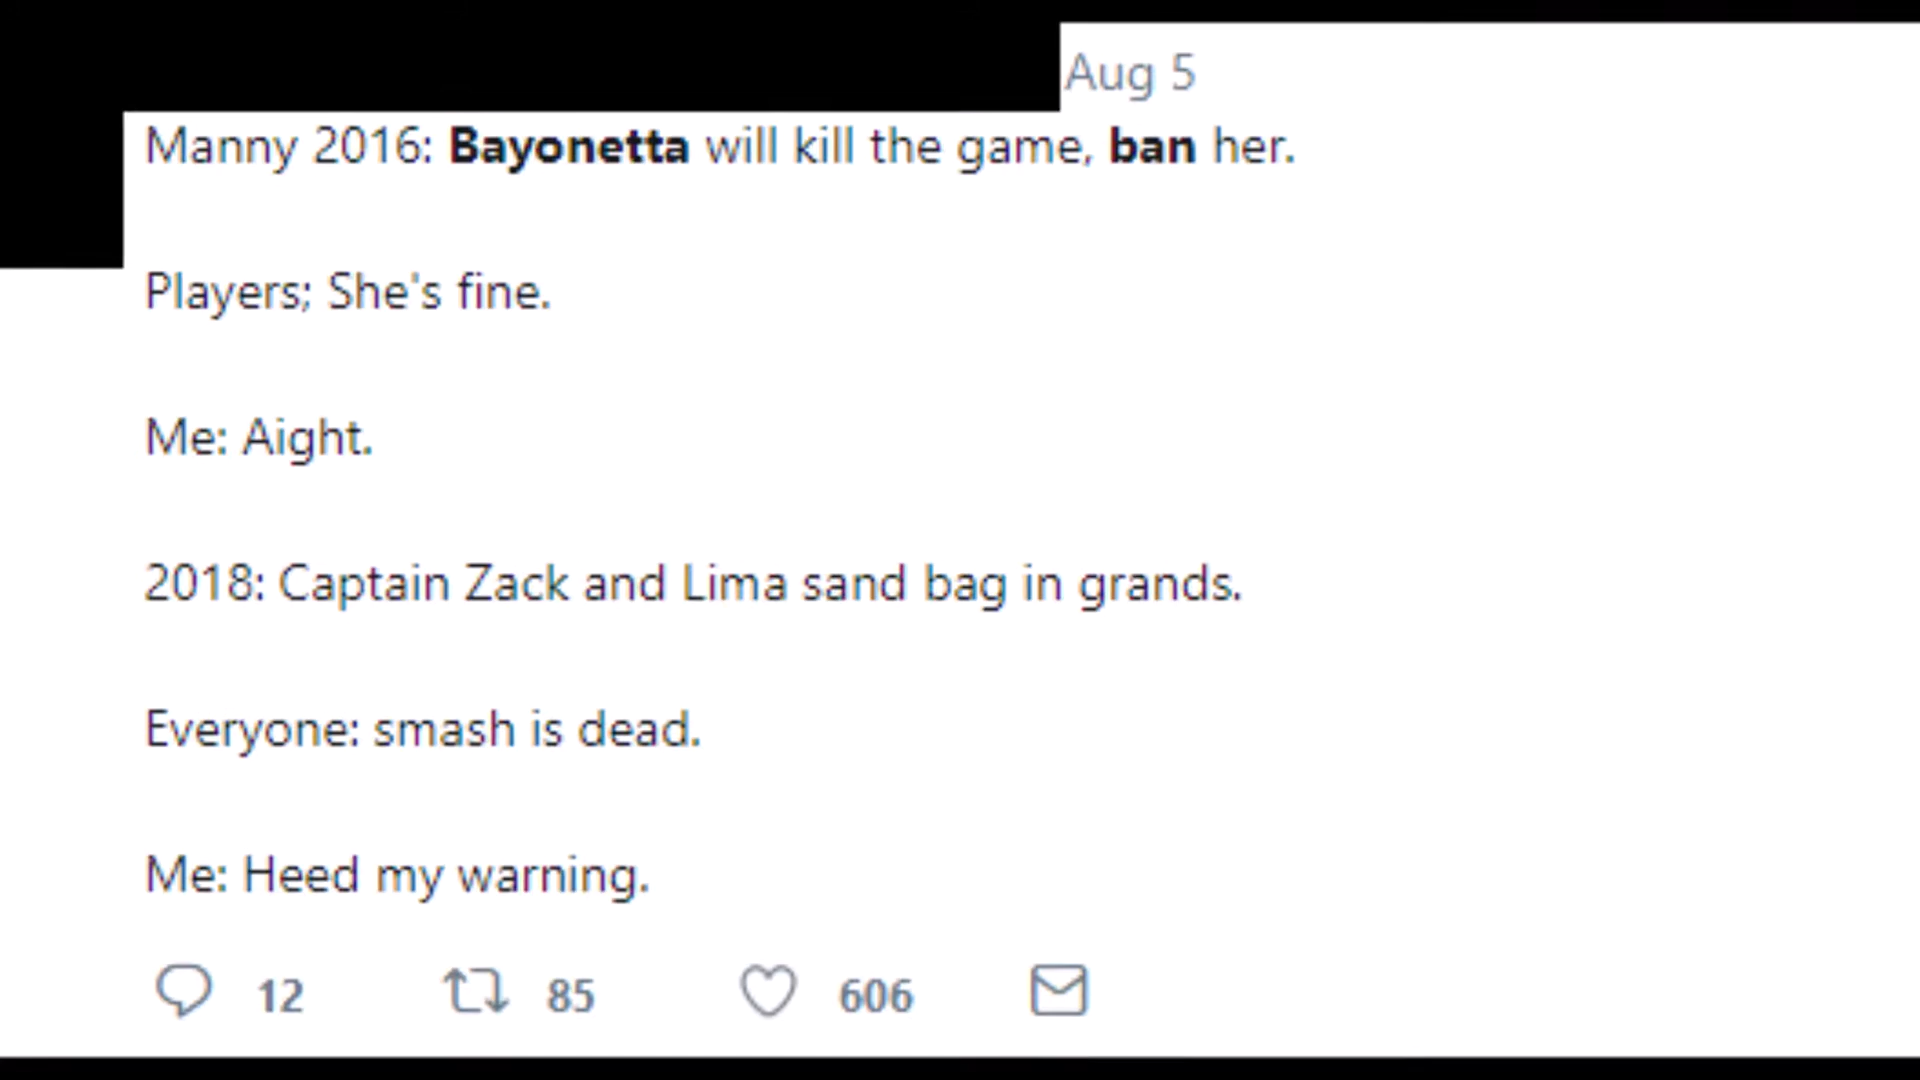 Aug 5
Manny 2016: Bayonetta will kill the game, ban her.
Players; She's fine.
Me: Aight.
2018: Captain Zack and Lima sand bag in grands.
Everyone: smash is dead.
Me: Heed my warning.
12 85 606